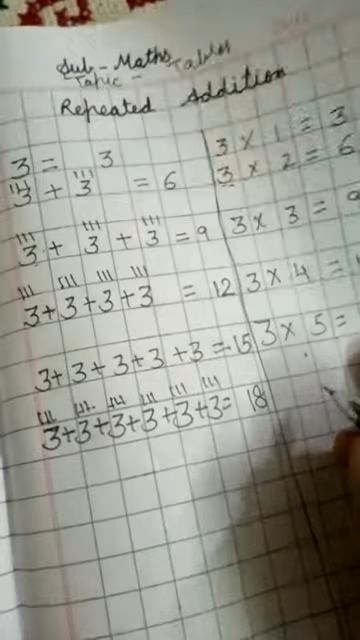 Sub - Maths
Topic - Tables
Repeated Addition
3 = 3
3 + 3 = 6
3 + 3 + 3 = 9
3+3+3+3 = 12
3+3+3+3+3 = 15
3+3+3+3+3+3= 18
3 x 1 = 3
3 x 2 = 6
3 x 3 = 9
3 x 4 =
3 x 5 =